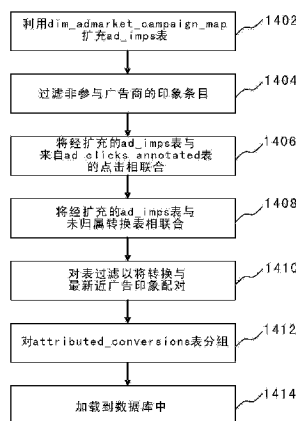 利用dim_admarket_campaign_map
扩充ad_imps表
1402
过滤非参与广告商的印象条目
1404
将经扩充的ad_imps表与
来自ad clicks annotated表
的点击相联合
1406
将经扩充的ad_imps表与
未归属转换表相联合
1408
对表过滤以将转换与
最新近广告印象配对
1410
对attributed_conversions表分组
1412
加载到数据库中
1414